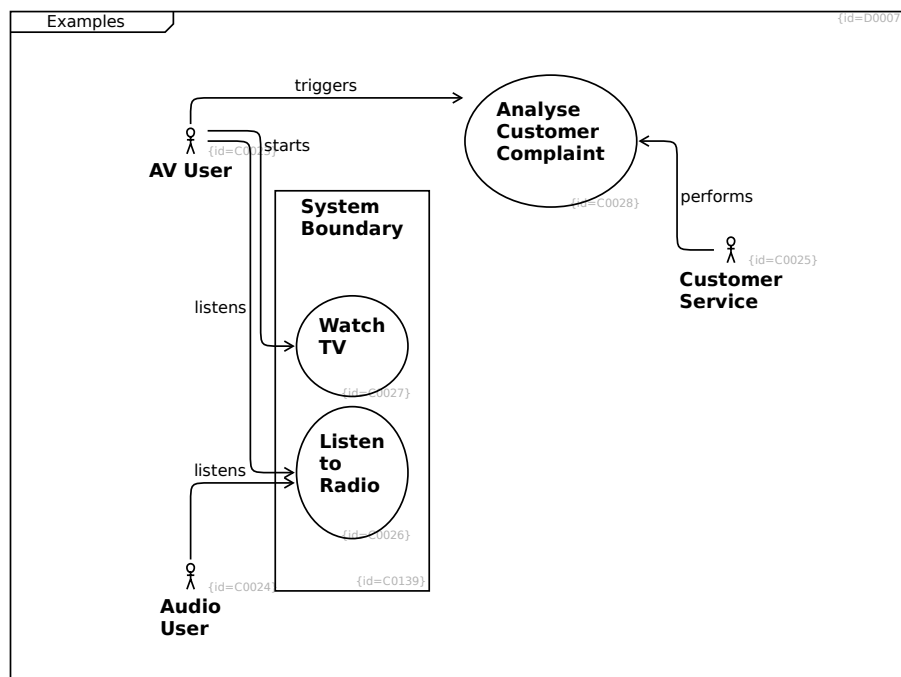 Examples
{id=D0007
triggers
Analyse
Customer
Complaint
{id=C0028}
AV User
starts
System
Boundary
performs
{id=C0025}
Customer
Service
listens
Watch
TV
{id=C0027}
Listen
to
Radio
listens
{id=C0026}
{id=C0139}
{id=C0024}
Audio
User